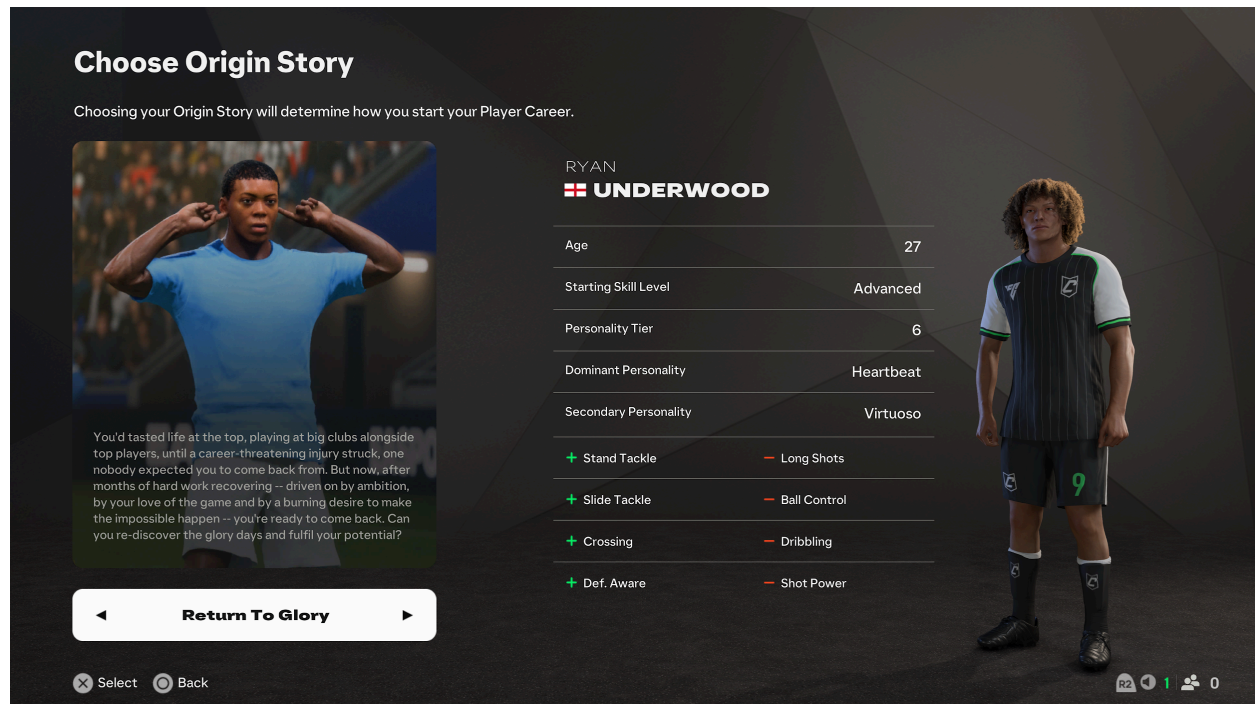 Choose Origin Story
Choosing your Origin Story will determine how you start your Player Career.
You'd tasted life at the top, playing at big clubs alongside
top players, until a career-threatening injury struck, one
nobody expected you to come back from. But now, after
months of hard work recovering -- driven on by ambition,
by your love of the game and by a burning desire to make
the impossible happen -- you're ready to come back. Can
you re-discover the glory days and fulfil your potential?
◄ Return To Glory ►
RYAN
UNDERWOOD
Age 27
Starting Skill Level Advanced
Personality Tier 6
Dominant Personality Heartbeat
Secondary Personality Virtuoso
+ Stand Tackle − Long Shots
+ Slide Tackle − Ball Control
+ Crossing − Dribbling
+ Def. Aware − Shot Power
9
Select Back
R2 1 0